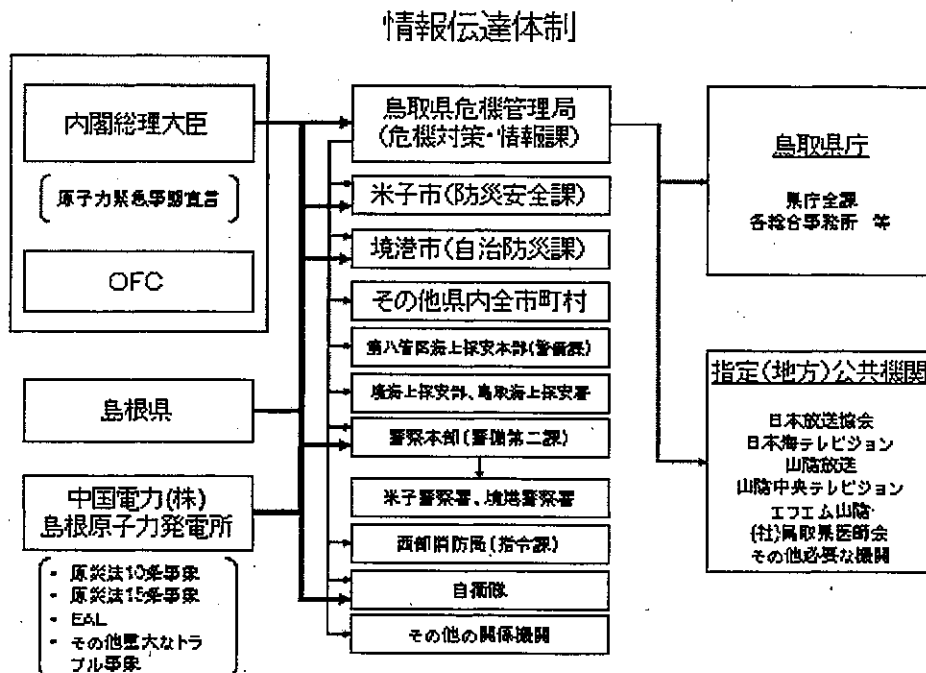 情報伝達体制
内閣総理大臣
原子力緊急事態宣言
OFC
島根県
中国電力(株)
島根原子力発電所
・ 原災法10条事象
・ 原災法15条事象
・ EAL
・ その他重大なトラ
ブル事象
鳥取県危機管理局
(危機対策・情報課)
米子市(防災安全課)
境港市(自治防災課)
その他県内全市町村
第八管区海上保安本部(警備課)
境海上保安部、鳥取海上保安署
警察本部(警備第二課)
米子警察署、境港警察署
西部消防局(指令課)
自衛隊
その他の関係機関
鳥取県庁
県庁全課
各総合事務所 等
指定(地方)公共機関
日本放送協会
日本海テレビジョン
山陰放送
山陰中央テレビジョン
エフエム山陰
(社)鳥取県医師会
その他必要な機関